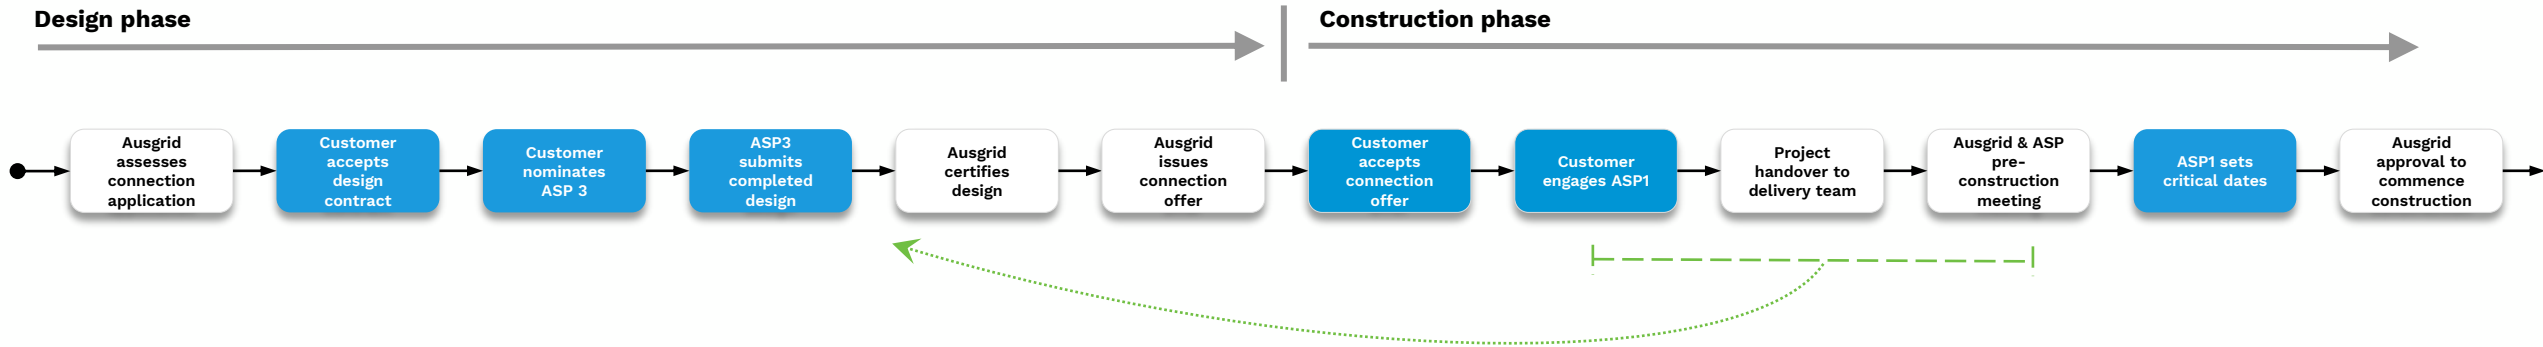 Design phase
Construction phase
Ausgrid
assesses
connection
application
Customer
accepts
design
contract
Customer
nominates
ASP 3
ASP3
submits
completed
design
Ausgrid
certifies
design
Ausgrid
issues
connection
offer
Customer
accepts
connection
offer
Customer
engages ASP1
Project
handover to
delivery team
Ausgrid & ASP
pre-
construction
meeting
ASP1 sets
critical dates
Ausgrid
approval to
commence
construction